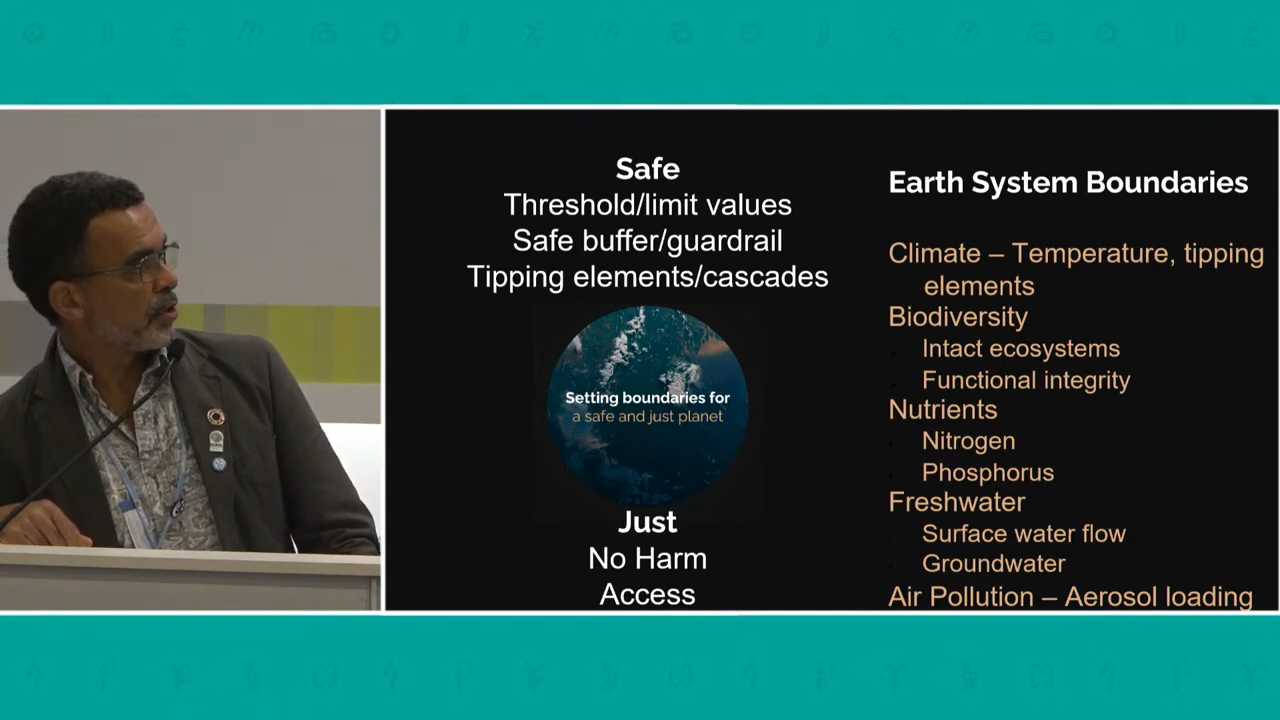 Safe
Threshold/limit values
Safe buffer/guardrail
Tipping elements/cascades
Setting boundaries for
a safe and just planet
Just
No Harm
Access
Earth System Boundaries
Climate – Temperature, tipping
elements
Biodiversity
Intact ecosystems
Functional integrity
Nutrients
Nitrogen
Phosphorus
Freshwater
Surface water flow
Groundwater
Air Pollution – Aerosol loading